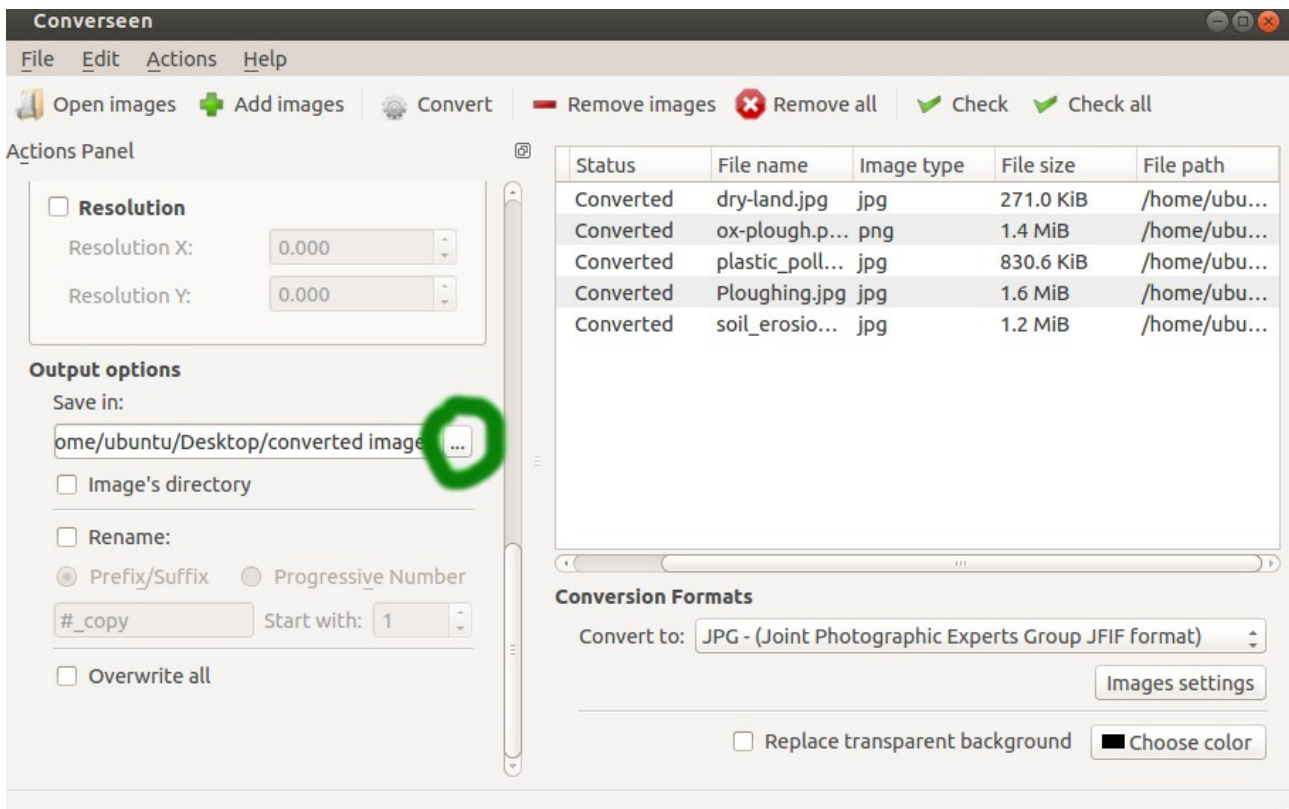 Converseen
File Edit Actions Help
Open images Add images Convert Remove images Remove all Check Check all
Actions Panel
Resolution
Resolution X: 0.000
Resolution Y: 0.000
Output options
Save in:
ome/ubuntu/Desktop/converted image ...
Image's directory
Rename:
Prefix/Suffix Progressive Number
#_copy Start with: 1
Overwrite all
Status File name Image type File size File path
Converted dry-land.jpg jpg 271.0 KiB /home/ubu...
Converted ox-plough.p... png 1.4 MiB /home/ubu...
Converted plastic_poll... jpg 830.6 KiB /home/ubu...
Converted Ploughing.jpg jpg 1.6 MiB /home/ubu...
Converted soil_erosio... jpg 1.2 MiB /home/ubu...
Conversion Formats
Convert to: JPG - (Joint Photographic Experts Group JFIF format)
Images settings
Replace transparent background Choose color